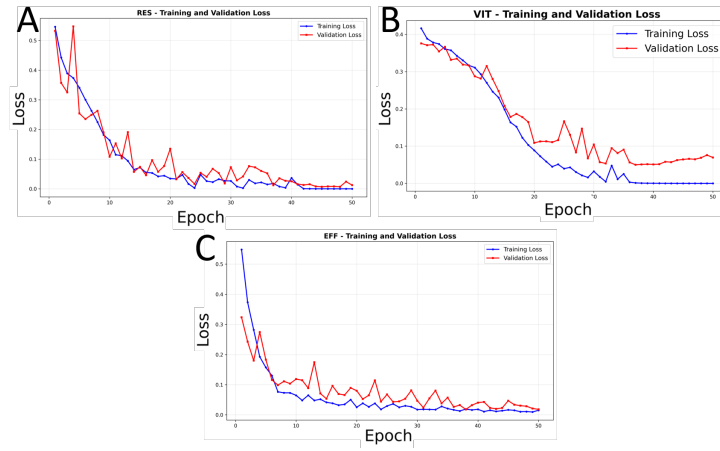 A
RES - Training and Validation Loss
Training Loss
Validation Loss
Loss
0.5
0.4
0.3
0.2
0.1
0.0
0
10
20
30
40
50
Epoch
B
VIT - Training and Validation Loss
Training Loss
Validation Loss
Loss
0.4
0.3
0.2
0.1
0.0
0
10
20
30
40
50
Epoch
C
EFF - Training and Validation Loss
Training Loss
Validation Loss
Loss
0.5
0.4
0.3
0.2
0.1
0.0
0
10
20
30
40
50
Epoch